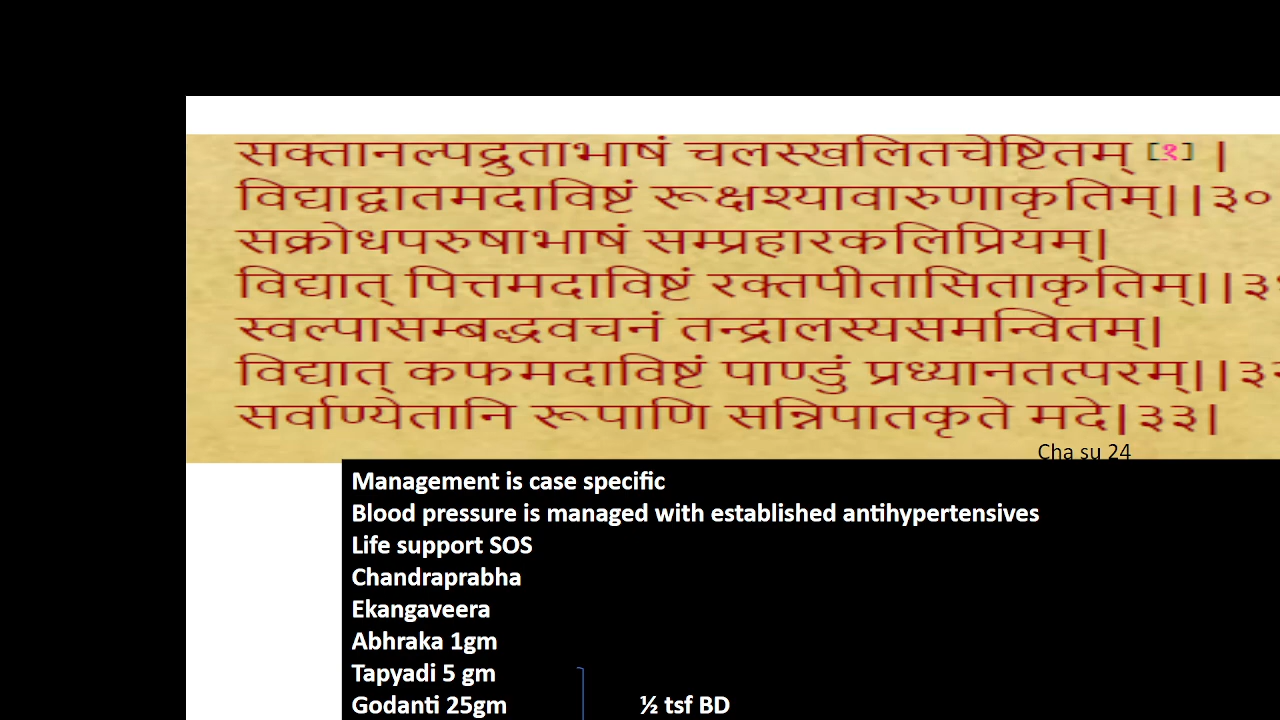 सक्तानल्पद्रुताभाषं चलस्खलितचेष्टितम् [१] |
विद्याद्वातमदाविष्टं रूक्षश्यावारुणाकृतिम्||३०
सक्रोधपरुषाभाषं सम्प्रहारकलिप्रियम्|
विद्यात् पित्तमदाविष्टं रक्तपीतासिताकृतिम्||३१
स्वल्पासम्बद्धवचनं तन्द्रालस्यसमन्वितम्|
विद्यात् कफमदाविष्टं पाण्डुं प्रध्यानतत्परम्||३२
सर्वाण्येतानि रूपाणि सन्निपातकृते मदे|३३|
Cha su 24
Management is case specific
Blood pressure is managed with established antihypertensives
Life support SOS
Chandraprabha
Ekangaveera
Abhraka 1gm
Tapyadi 5 gm
Godanti 25gm ½ tsf BD